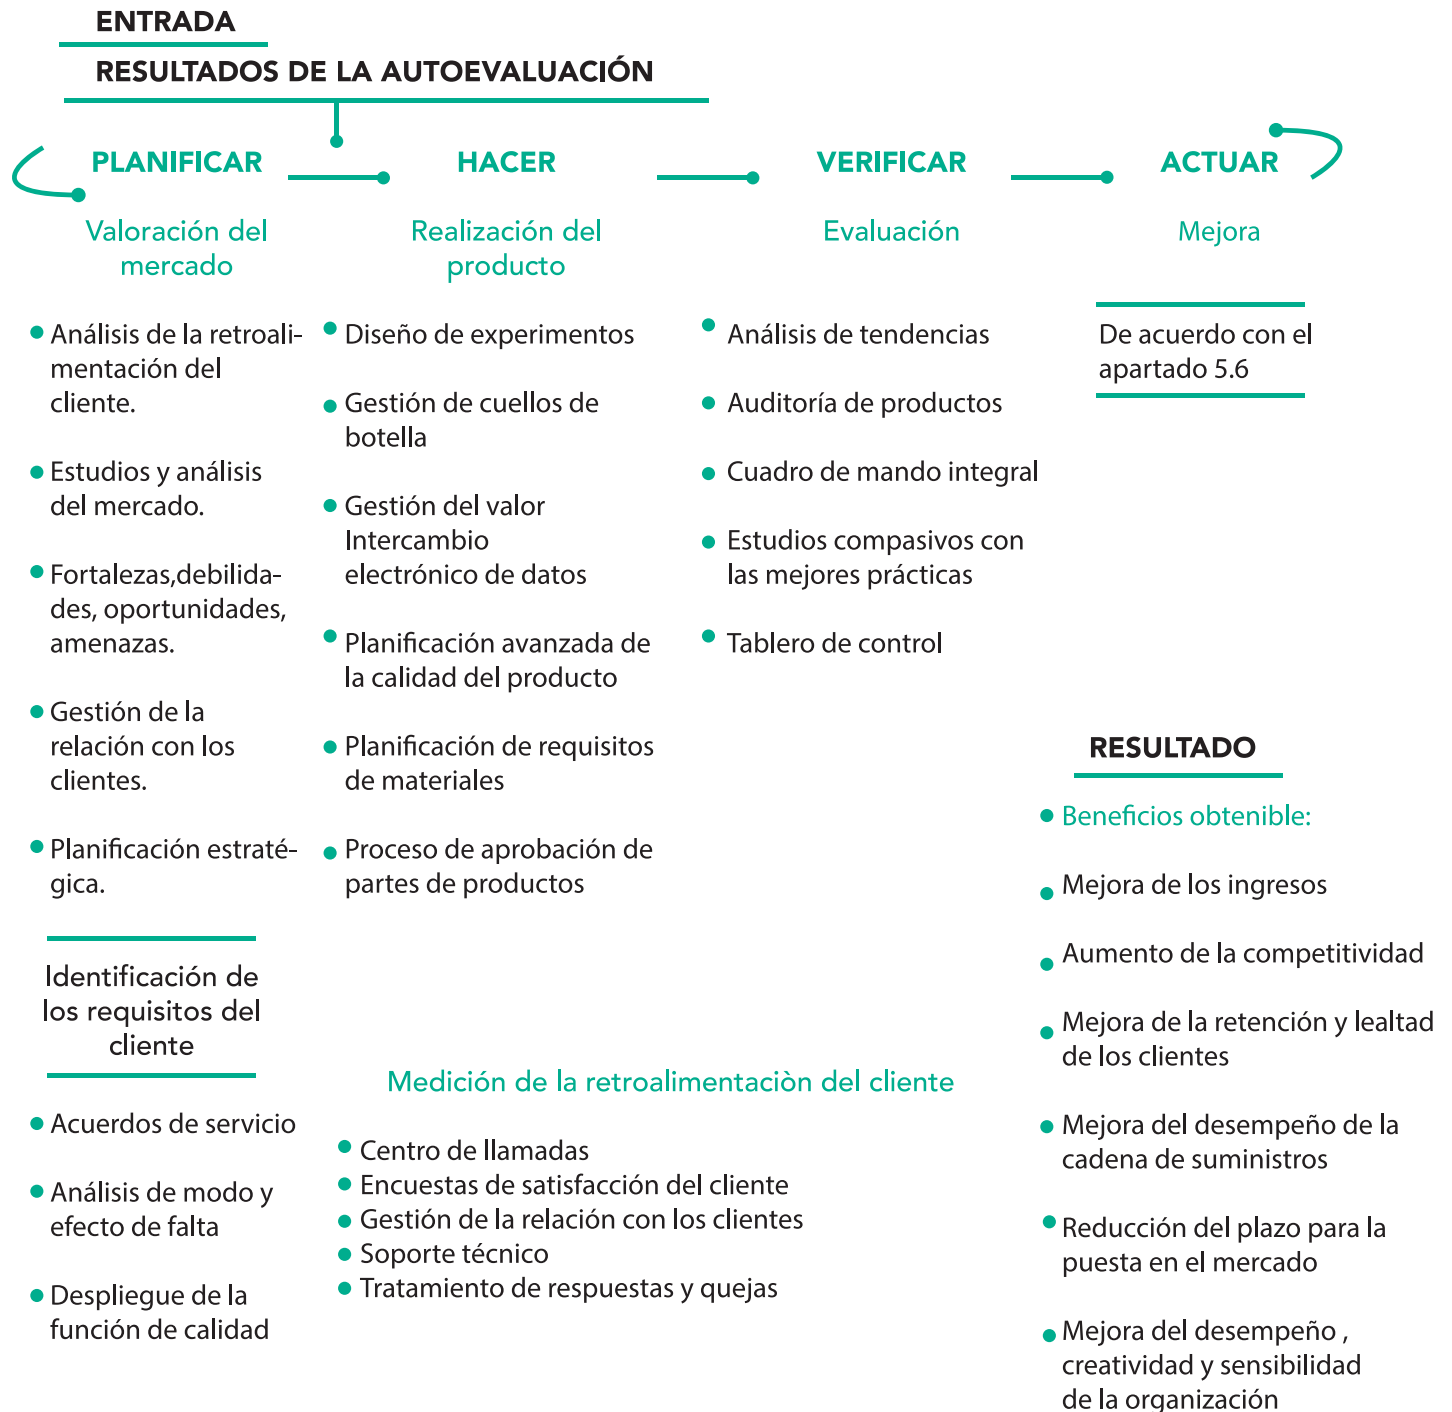 ENTRADA
RESULTADOS DE LA AUTOEVALUACIÓN
PLANIFICAR
Valoración del
mercado
Análisis de la retroali-
mentación del
cliente.
Estudios y análisis
del mercado.
Fortalezas,debilida-
des, oportunidades,
amenazas.
Gestión de la
relación con los
clientes.
Planificación estraté-
gica.
Identificación de
los requisitos del
cliente
Acuerdos de servicio
Análisis de modo y
efecto de falta
Despliegue de la
función de calidad
HACER
Realización del
producto
Diseño de experimentos
Gestión de cuellos de
botella
Gestión del valor
Intercambio
electrónico de datos
Planificación avanzada de
la calidad del producto
Planificación de requisitos
de materiales
Proceso de aprobación de
partes de productos
VERIFICAR
Evaluación
Análisis de tendencias
Auditoría de productos
Cuadro de mando integral
Estudios compasivos con
las mejores prácticas
Tablero de control
Medición de la retroalimentaciòn del cliente
Centro de llamadas
Encuestas de satisfacción del cliente
Gestión de la relación con los clientes
Soporte técnico
Tratamiento de respuestas y quejas
ACTUAR
Mejora
De acuerdo con el
apartado 5.6
RESULTADO
Beneficios obtenible:
Mejora de los ingresos
Aumento de la competitividad
Mejora de la retención y lealtad
de los clientes
Mejora del desempeño de la
cadena de suministros
Reducción del plazo para la
puesta en el mercado
Mejora del desempeño ,
creatividad y sensibilidad
de la organización